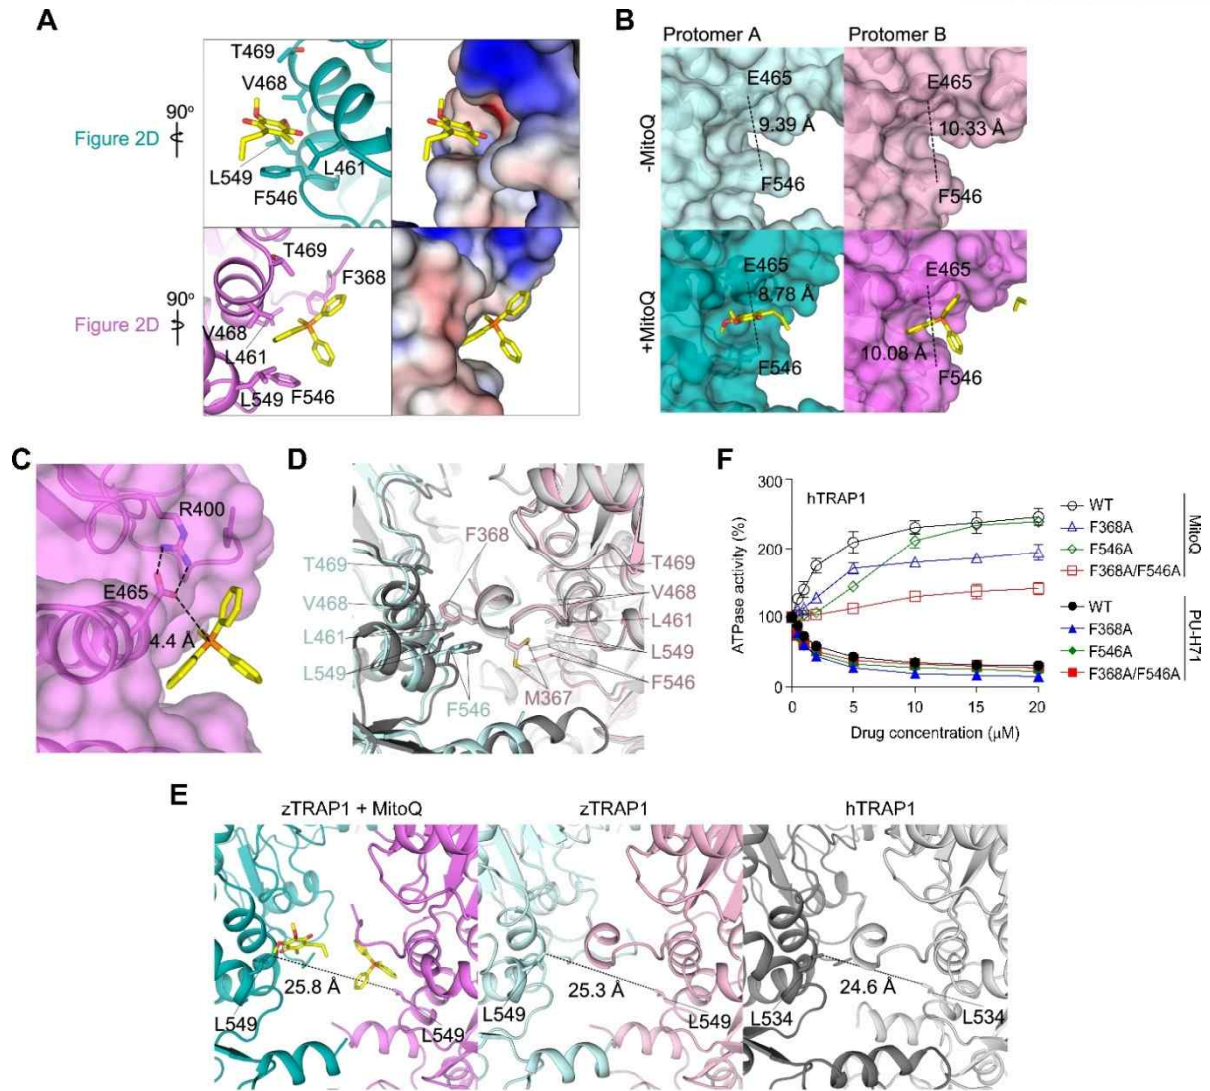 A
Figure 2D
90º
T469
V468
L549
F546
L461
Figure 2D
90º
T469
F368
V468
L461
L549
F546
B
Protomer A
Protomer B
-MitoQ
E465
9.39 Å
F546
E465
10.33 Å
F546
+MitoQ
E465
8.78 Å
F546
E465
10.08 Å
F546
C
R400
E465
4.4 Å
D
F368
T469
V468
L461
L549
F546
T469
V468
L461
L549
F546
M367
F
hTRAP1
ATPase activity (%)
300
200
100
0
0
5
10
15
20
Drug concentration (μM)
WT
F368A
F546A
F368A/F546A
MitoQ
WT
F368A
F546A
F368A/F546A
PU-H71
E
zTRAP1 + MitoQ
zTRAP1
hTRAP1
25.8 Å
L549
L549
25.3 Å
L549
L549
24.6 Å
L534
L534